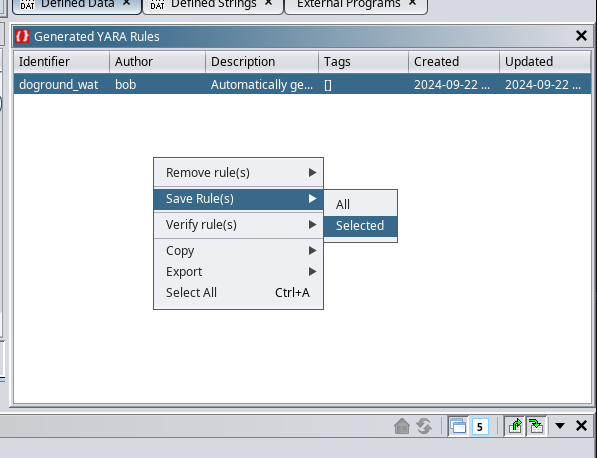 DAT Defined Data × DAT Defined Strings × External Programs ×
Generated YARA Rules
Identifier Author Description Tags Created Updated
doground_wat bob Automatically ge... [] 2024-09-22 ... 2024-09-22 ...
Remove rule(s)
Save Rule(s)
All
Verify rule(s)
Selected
Copy
Export
Select All Ctrl+A
5